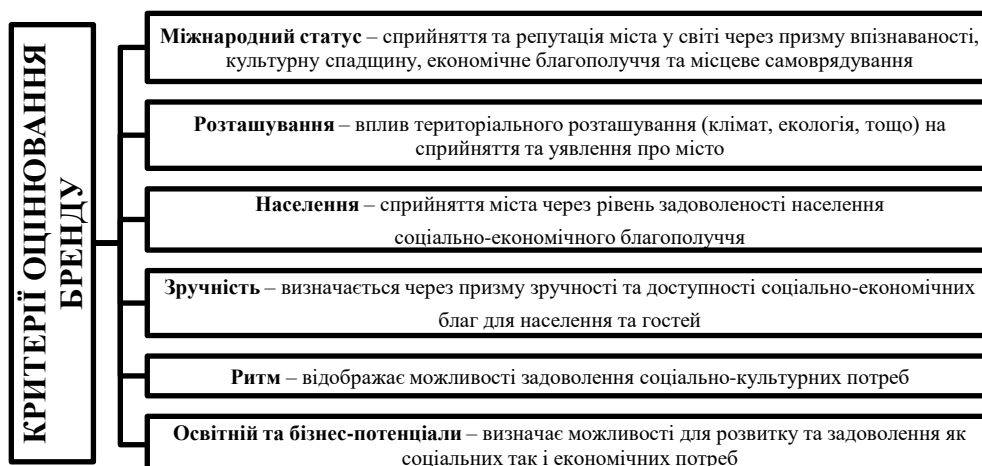 КРИТЕРІЇ ОЦІНЮВАННЯ
БРЕНДУ
Міжнародний статус – сприйняття та репутація міста у світі через призму впізнаваності,
культурну спадщину, економічне благополуччя та місцеве самоврядування
Розташування – вплив територіального розташування (клімат, екологія, тощо) на
сприйняття та уявлення про місто
Населення – сприйняття міста через рівень задоволеності населення
соціально-економічного благополуччя
Зручність – визначається через призму зручності та доступності соціально-економічних
благ для населення та гостей
Ритм – відображає можливості задоволення соціально-культурних потреб
Освітній та бізнес-потенціали – визначає можливості для розвитку та задоволення як
соціальних так і економічних потреб